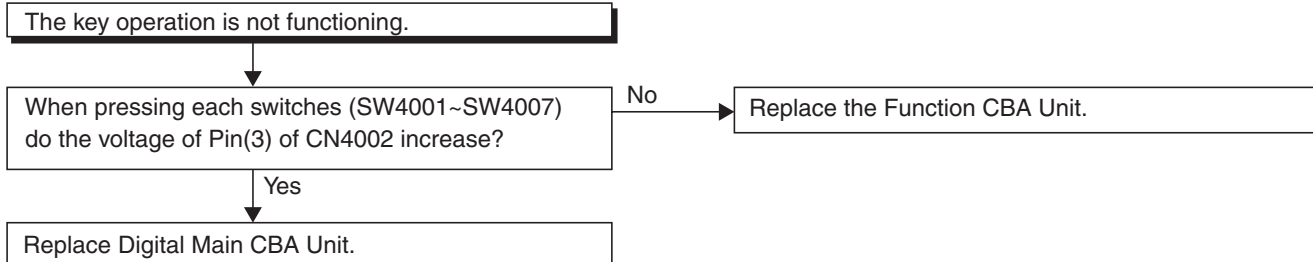 The key operation is not functioning.
When pressing each switches (SW4001~SW4007)
do the voltage of Pin(3) of CN4002 increase?
No
Replace the Function CBA Unit.
Yes
Replace Digital Main CBA Unit.